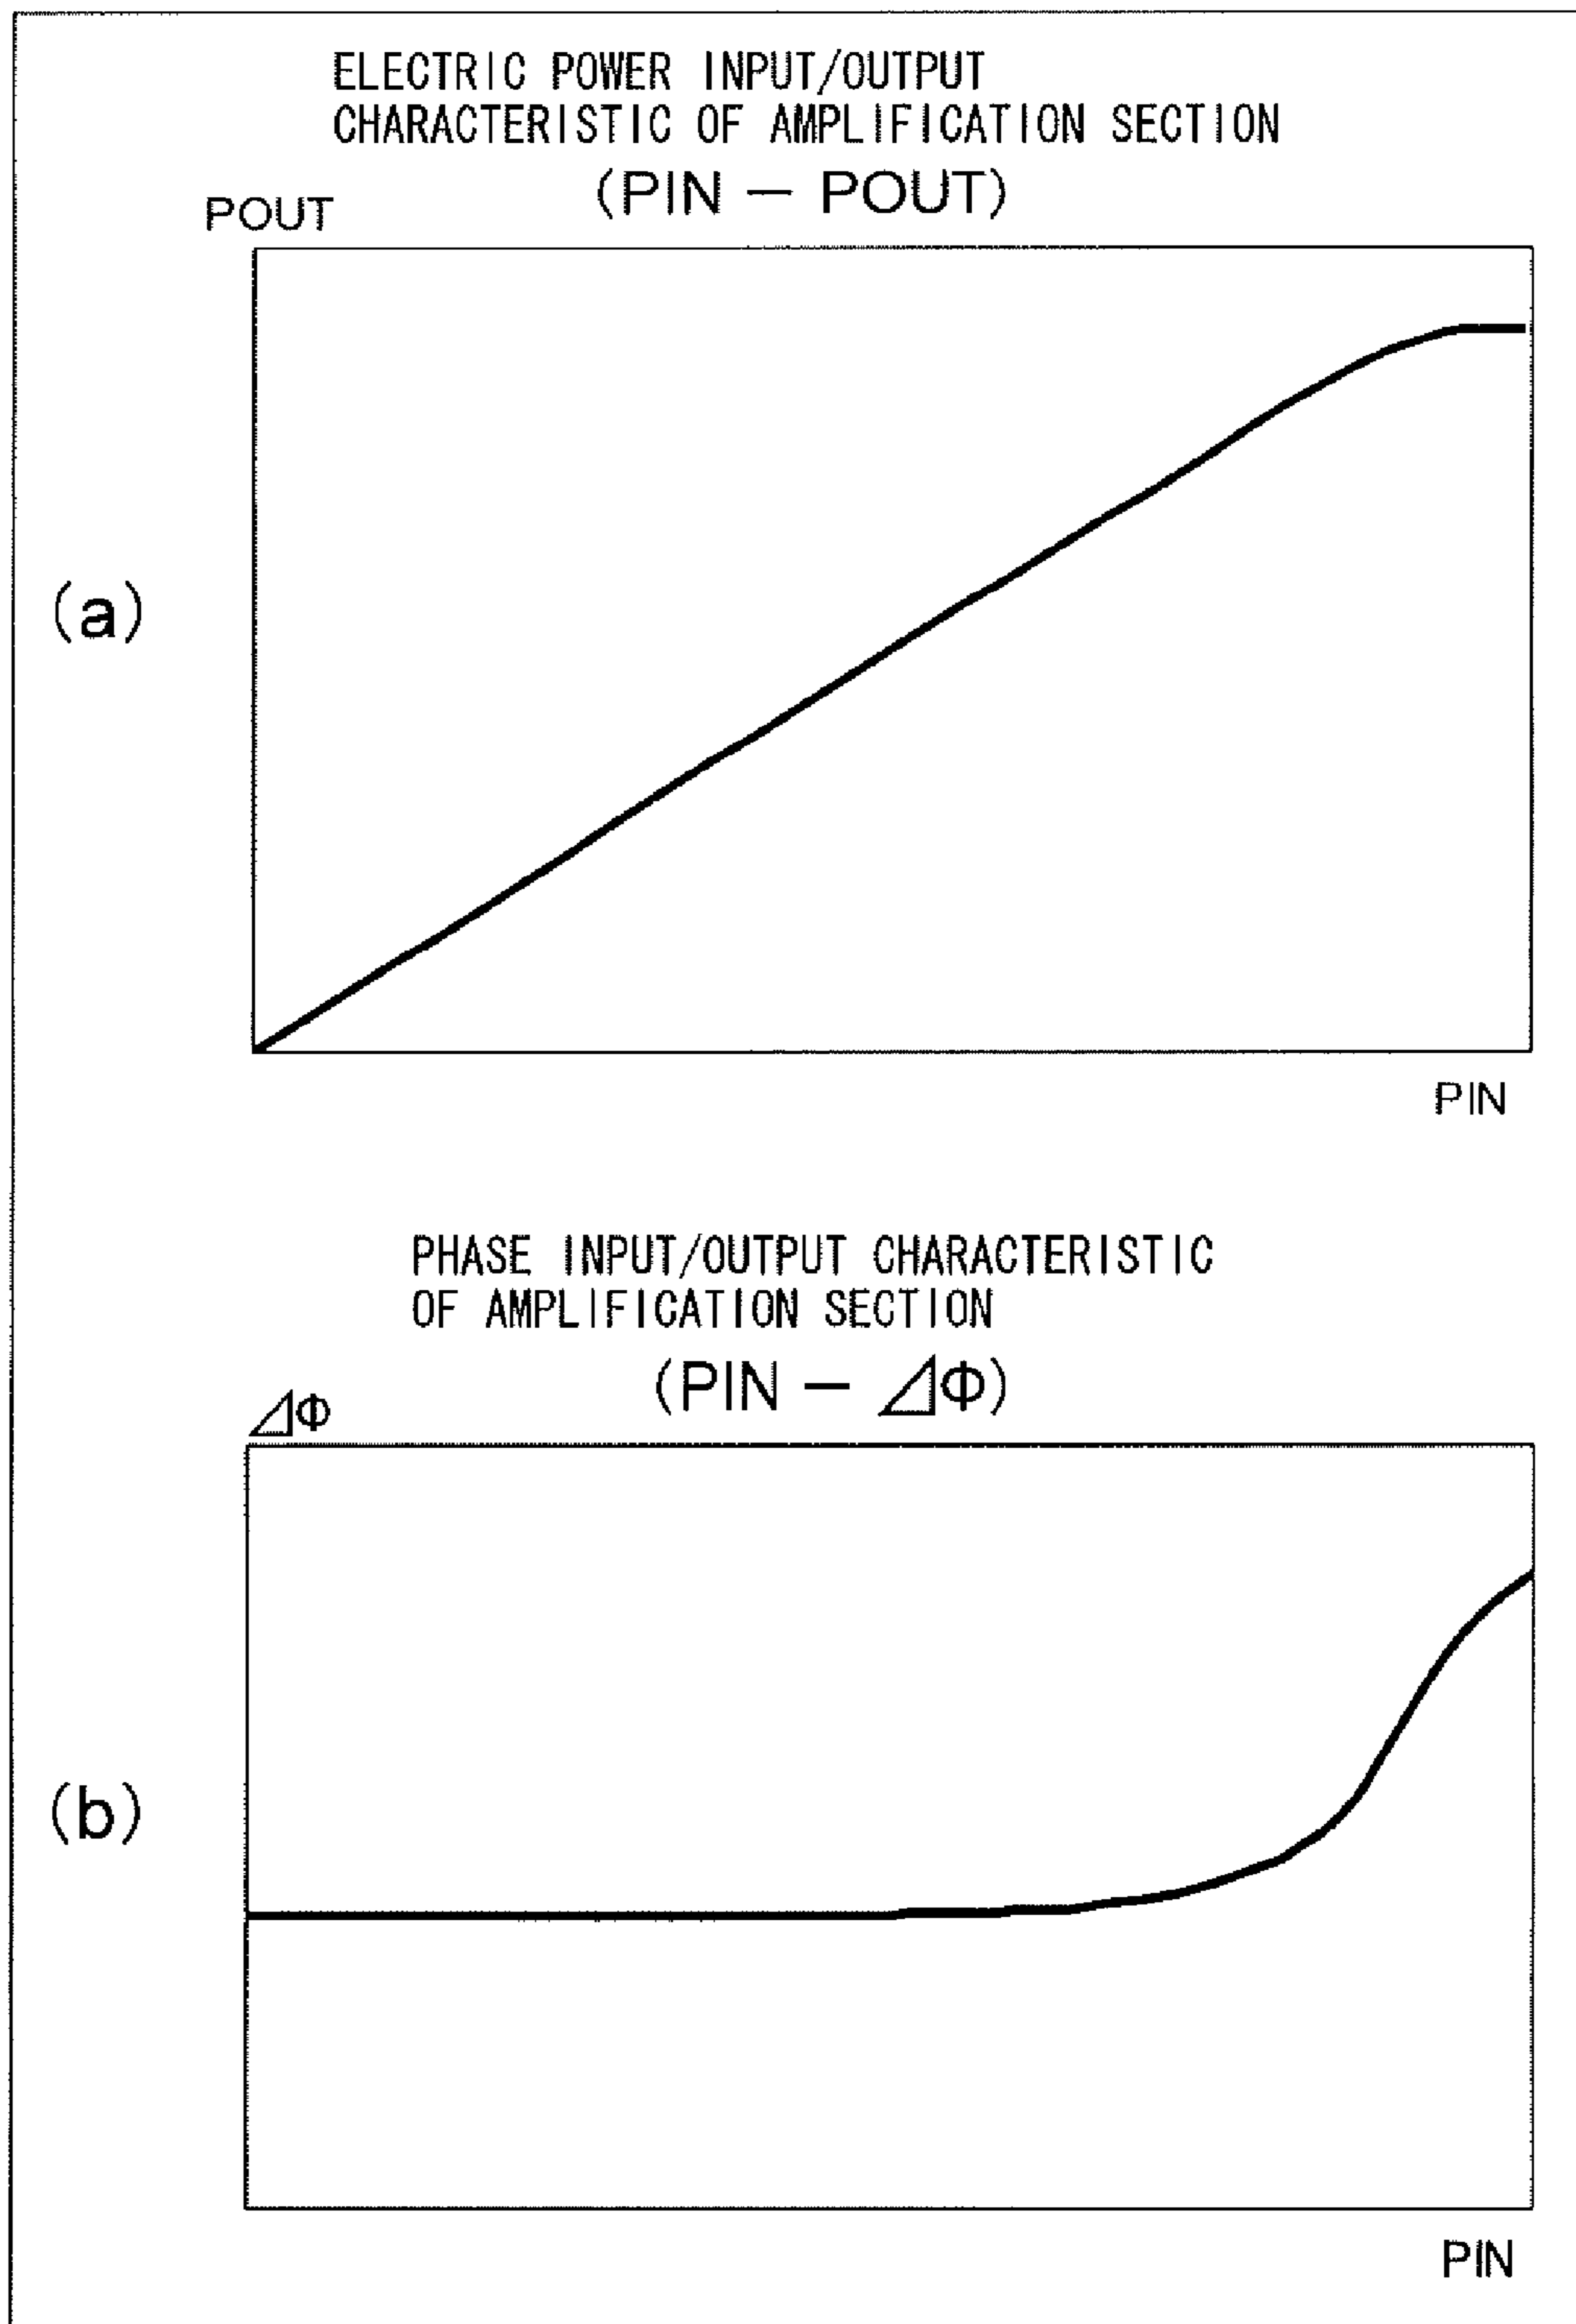 ELECTRIC POWER INPUT/OUTPUT
CHARACTERISTIC OF AMPLIFICATION SECTION
(PIN — POUT)
POUT
(a)
PIN
PHASE INPUT/OUTPUT CHARACTERISTIC
OF AMPLIFICATION SECTION
(PIN — ⊿Φ)
⊿Φ
(b)
PIN